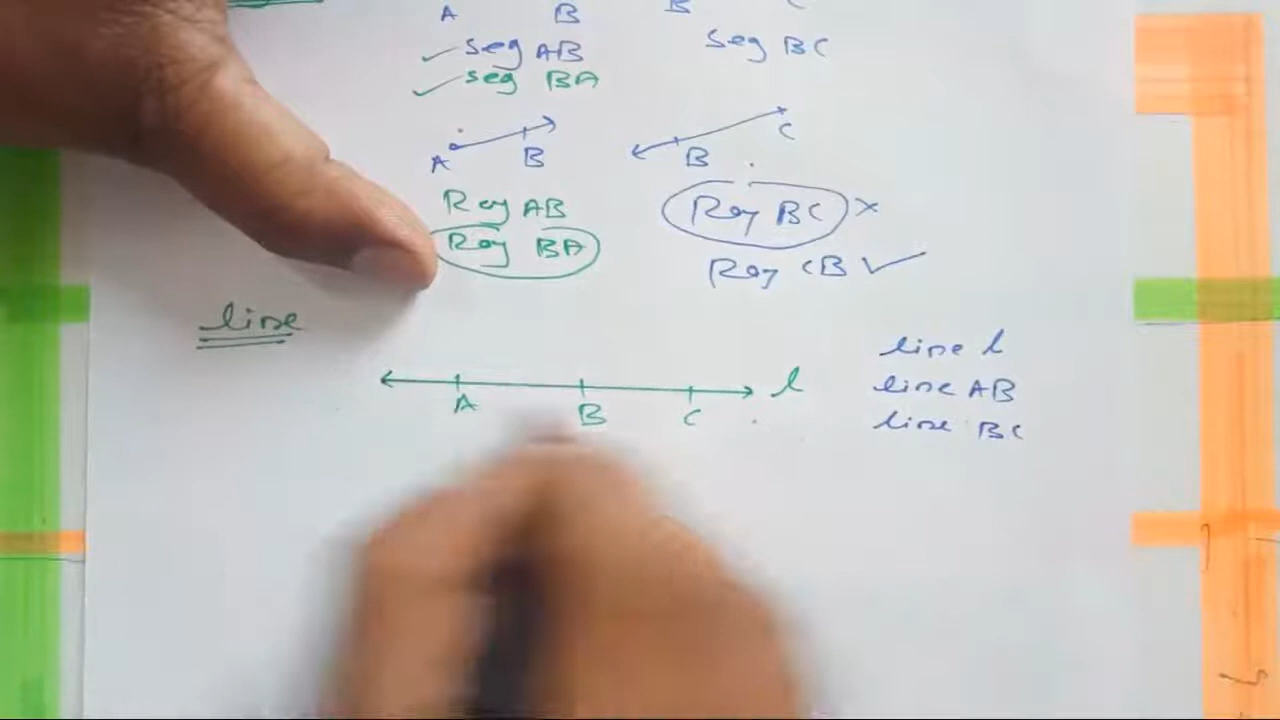 A B B C
seg AB seg BC
seg BA
A B B C
Ray AB Ray BC ×
Ray BA Ray CB ✓
line
line l
l line AB
A B C line BC